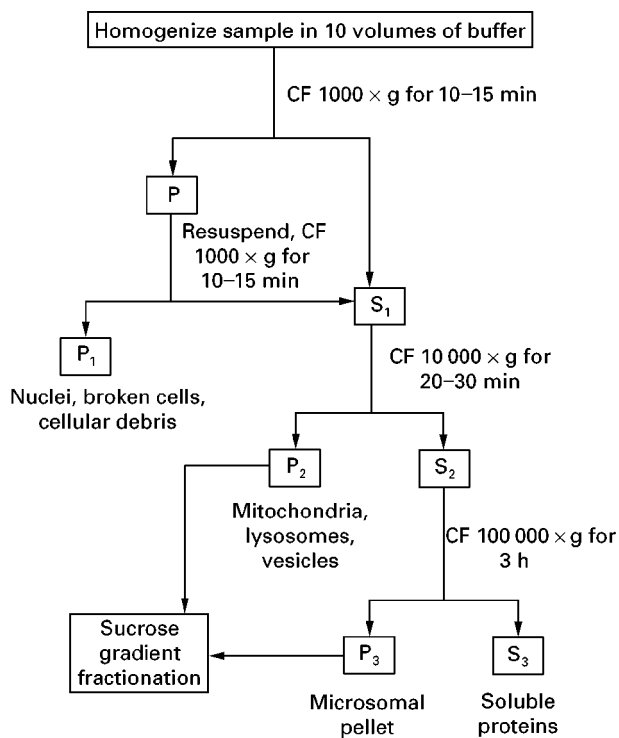 Homogenize sample in 10 volumes of buffer
CF 1000 × g for 10–15 min
P
Resuspend, CF
1000 × g for
10–15 min
S₁
P₁
CF 10 000 × g for
20–30 min
Nuclei, broken cells,
cellular debris
P₂
S₂
Mitochondria,
lysosomes,
vesicles
CF 100 000 × g for
3 h
Sucrose
gradient
fractionation
P₃
S₃
Microsomal
pellet
Soluble
proteins